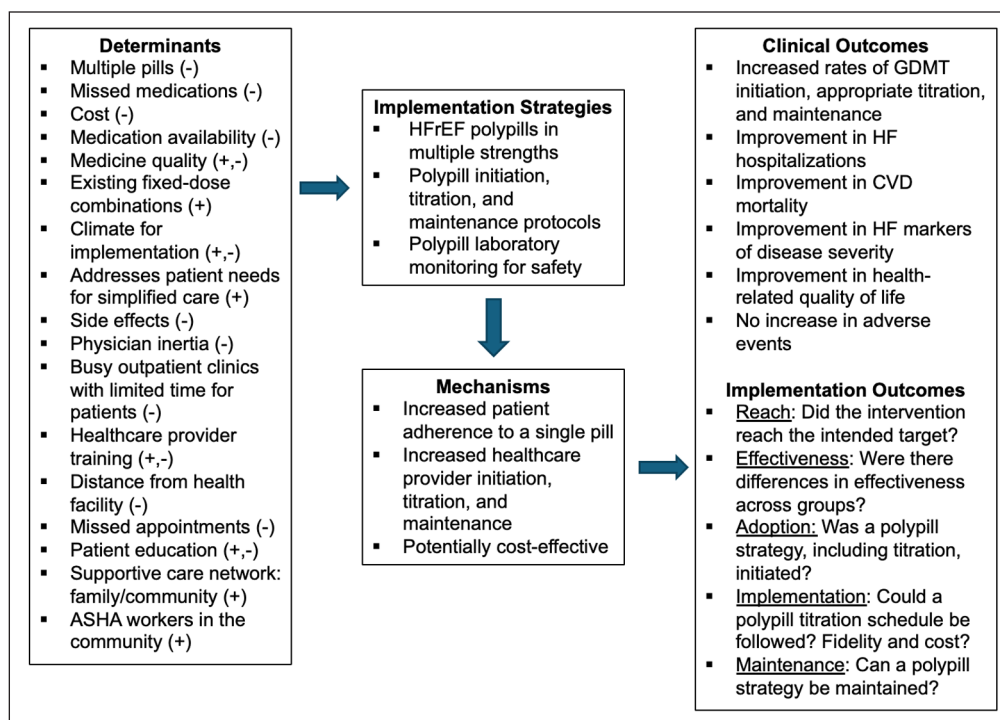 Determinants
▪ Multiple pills (-)
▪ Missed medications (-)
▪ Cost (-)
▪ Medication availability (-)
▪ Medicine quality (+,-)
▪ Existing fixed-dose
combinations (+)
▪ Climate for
implementation (+,-)
▪ Addresses patient needs
for simplified care (+)
▪ Side effects (-)
▪ Physician inertia (-)
▪ Busy outpatient clinics
with limited time for
patients (-)
▪ Healthcare provider
training (+,-)
▪ Distance from health
facility (-)
▪ Missed appointments (-)
▪ Patient education (+,-)
▪ Supportive care network:
family/community (+)
▪ ASHA workers in the
community (+)
Implementation Strategies
▪ HFrEF polypills in
multiple strengths
▪ Polypill initiation,
titration, and
maintenance protocols
▪ Polypill laboratory
monitoring for safety
Mechanisms
▪ Increased patient
adherence to a single pill
▪ Increased healthcare
provider initiation,
titration, and
maintenance
▪ Potentially cost-effective
Clinical Outcomes
▪ Increased rates of GDMT
initiation, appropriate titration,
and maintenance
▪ Improvement in HF
hospitalizations
▪ Improvement in CVD
mortality
▪ Improvement in HF markers
of disease severity
▪ Improvement in health-
related quality of life
▪ No increase in adverse
events
Implementation Outcomes
▪ Reach: Did the intervention
reach the intended target?
▪ Effectiveness: Were there
differences in effectiveness
across groups?
▪ Adoption: Was a polypill
strategy, including titration,
initiated?
▪ Implementation: Could a
polypill titration schedule be
followed? Fidelity and cost?
▪ Maintenance: Can a polypill
strategy be maintained?